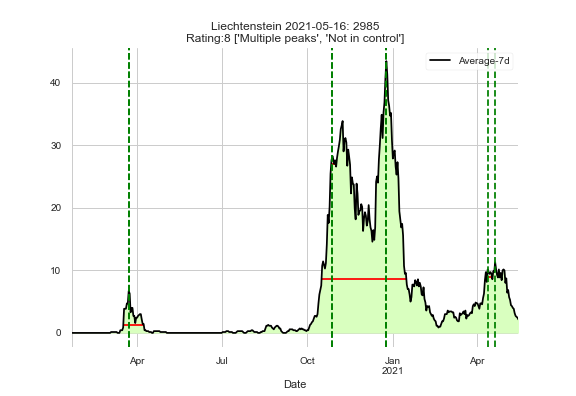 Liechtenstein 2021-05-16: 2985
Rating:8 ['Multiple peaks', 'Not in control']
Average-7d
40
30
20
10
0
Apr Jul Oct Jan Apr
2021
Date